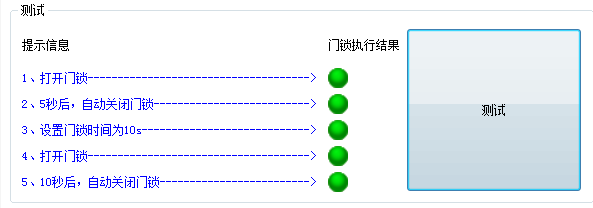 测试
提示信息 门锁执行结果
1、打开门锁------------------------------------->
2、5秒后，自动关闭门锁-------------------------->
3、设置门锁时间为10s---------------------------->
4、打开门锁------------------------------------->
5、10秒后，自动关闭门锁------------------------->
测试